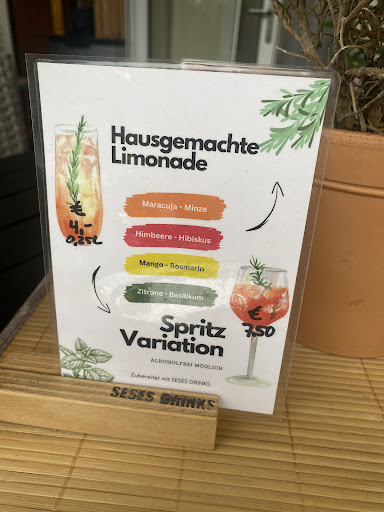 Hausgemachte
Limonade
€
4,-
0,25L
Maracuja - Minze
Himbeere - Hibiskus
Mango - Rosmarin
Zitrone - Basilikum
€
7,50
Spritz
Variation
ALKOHOLFREI MÖGLICH
Zubereitet mit SESES DRINKS
SESES DRINKS